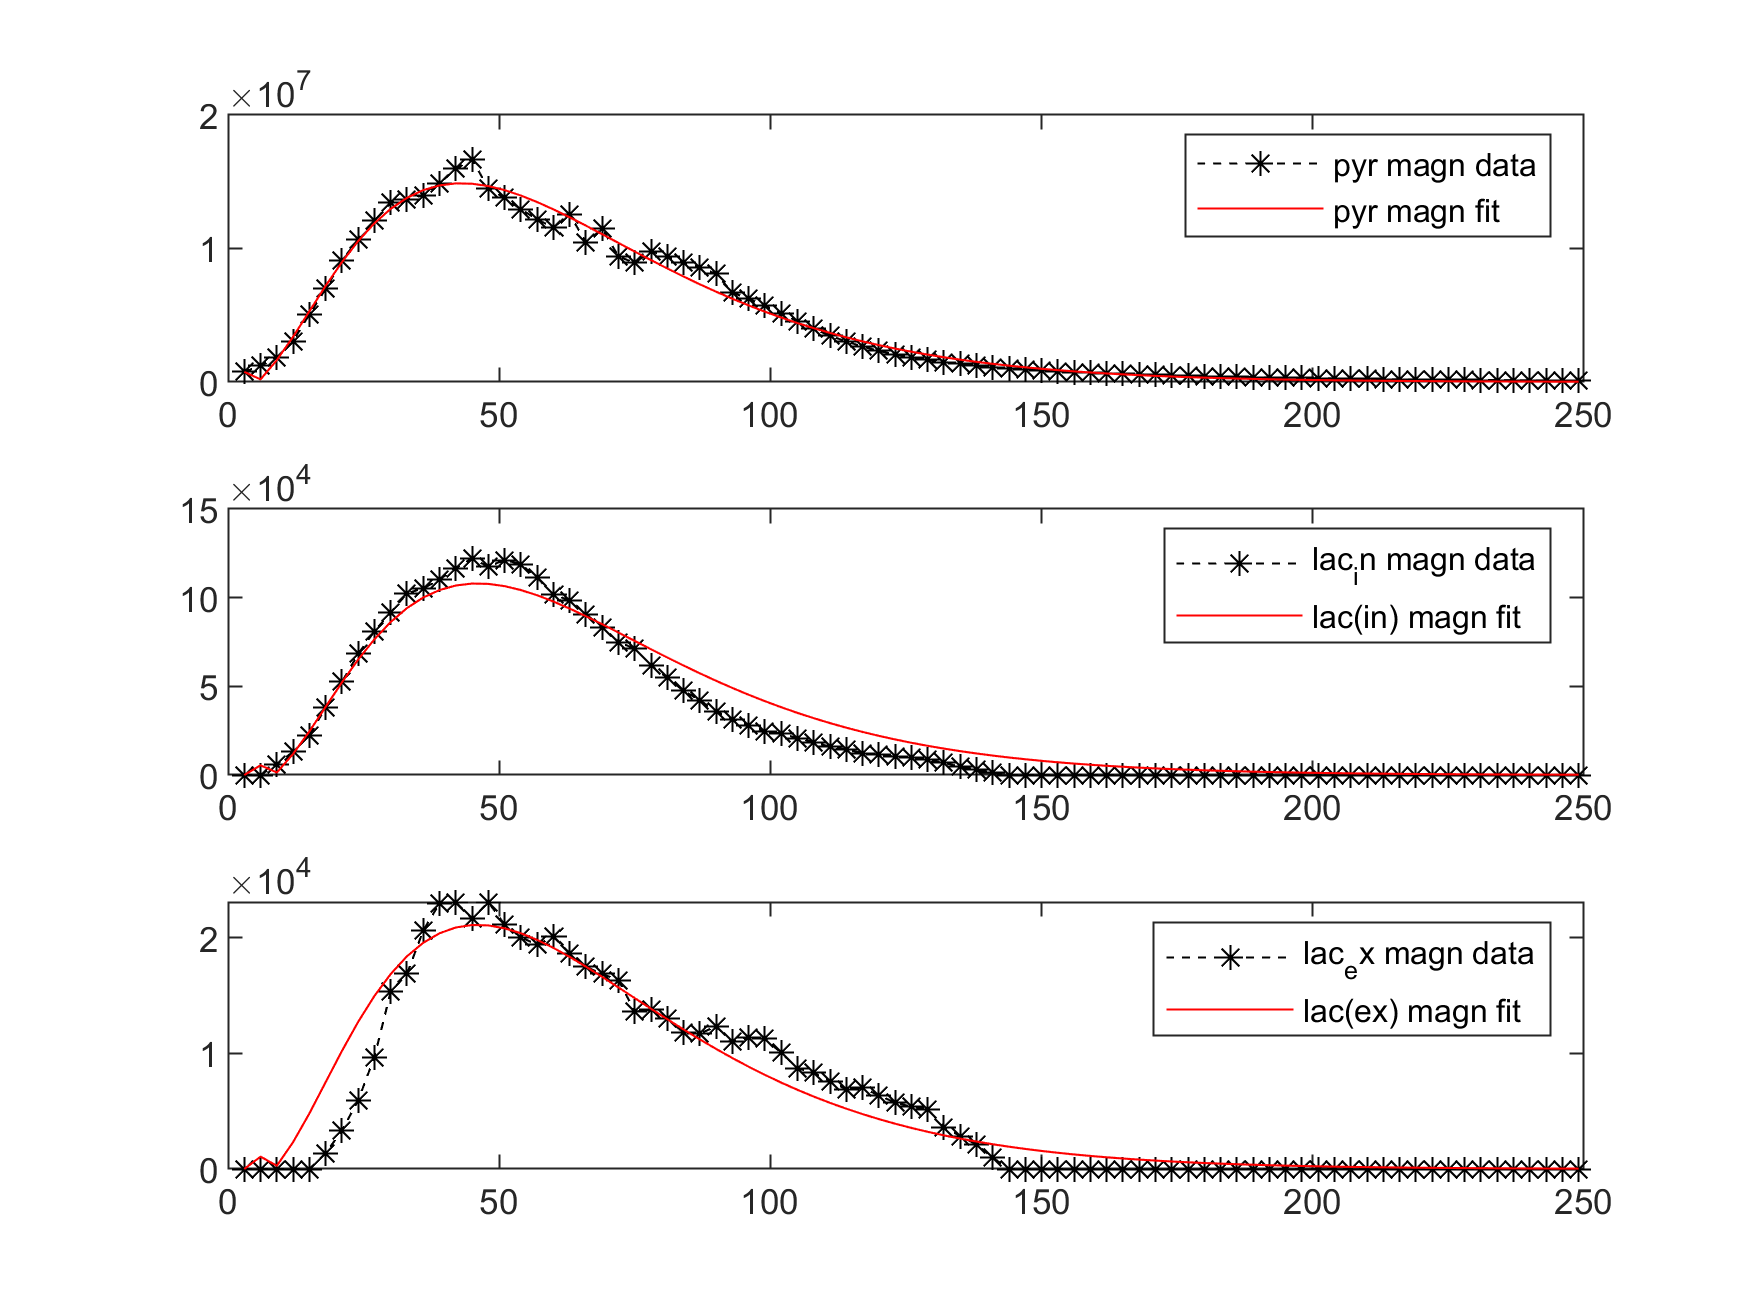 ×10^7
2
1
0
0 50 100 150 200 250
pyr magn data
pyr magn fit
×10^4
15
10
5
0
0 50 100 150 200 250
lac_in magn data
lac(in) magn fit
×10^4
2
1
0
0 50 100 150 200 250
lac_ex magn data
lac(ex) magn fit